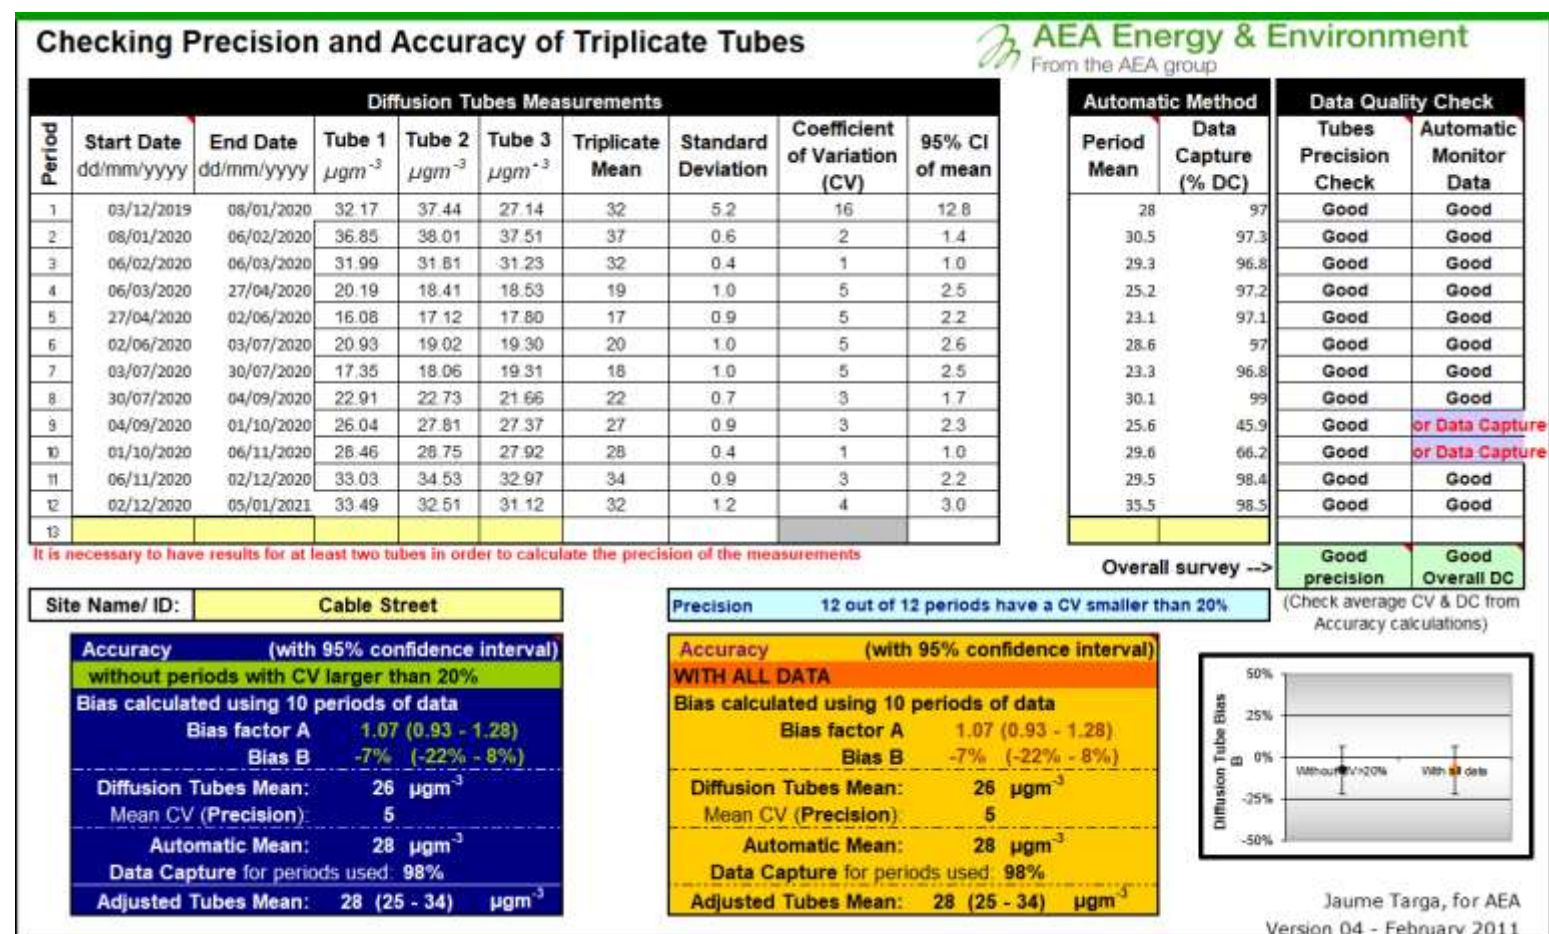 Checking Precision and Accuracy of Triplicate Tubes
AEA Energy & Environment
From the AEA group
Diffusion Tubes Measurements
Automatic Method
Data Quality Check
Period
Start Date dd/mm/yyyy
End Date dd/mm/yyyy
Tube 1 µgm-3
Tube 2 µgm-3
Tube 3 µgm-3
Triplicate Mean
Standard Deviation
Coefficient of Variation (CV)
95% CI of mean
Period Mean
Data Capture (% DC)
Tubes Precision Check
Automatic Monitor Data
1 03/12/2019 08/01/2020 32.17 37.44 27.14 32 5.2 16 12.8 28 97 Good Good
2 08/01/2020 06/02/2020 36.85 38.01 37.51 37 0.6 2 1.4 30.5 97.3 Good Good
3 06/02/2020 06/03/2020 31.99 31.81 31.23 32 0.4 1 1.0 29.3 96.8 Good Good
4 06/03/2020 27/04/2020 20.19 18.41 18.53 19 1.0 5 2.5 25.2 97.2 Good Good
5 27/04/2020 02/06/2020 16.08 17.12 17.80 17 0.9 5 2.2 23.1 97.1 Good Good
6 02/06/2020 03/07/2020 20.93 19.02 19.30 20 1.0 5 2.6 28.6 97 Good Good
7 03/07/2020 30/07/2020 17.35 18.06 19.31 18 1.0 5 2.5 23.3 96.8 Good Good
8 30/07/2020 04/09/2020 22.91 22.73 21.66 22 0.7 3 1.7 30.1 99 Good Good
9 04/09/2020 01/10/2020 26.04 27.81 27.37 27 0.9 3 2.3 25.6 45.9 Good or Data Capture
10 01/10/2020 06/11/2020 28.46 28.75 27.92 28 0.4 1 1.0 29.6 66.2 Good or Data Capture
11 06/11/2020 02/12/2020 33.03 34.53 32.97 34 0.9 3 2.2 29.5 98.4 Good Good
12 02/12/2020 05/01/2021 33.49 32.51 31.12 32 1.2 4 3.0 35.5 98.5 Good Good
13
It is necessary to have results for at least two tubes in order to calculate the precision of the measurements
Overall survey -->
Good precision
Good Overall DC
(Check average CV & DC from
Accuracy calculations)
Site Name/ ID: Cable Street
Precision 12 out of 12 periods have a CV smaller than 20%
Accuracy (with 95% confidence interval)
without periods with CV larger than 20%
Bias calculated using 10 periods of data
Bias factor A 1.07 (0.93 - 1.28)
Bias B -7% (-22% - 8%)
Diffusion Tubes Mean: 26 µgm-3
Mean CV (Precision): 5
Automatic Mean: 28 µgm-3
Data Capture for periods used: 98%
Adjusted Tubes Mean: 28 (25 - 34) µgm-3
Accuracy (with 95% confidence interval)
WITH ALL DATA
Bias calculated using 10 periods of data
Bias factor A 1.07 (0.93 - 1.28)
Bias B -7% (-22% - 8%)
Diffusion Tubes Mean: 26 µgm-3
Mean CV (Precision): 5
Automatic Mean: 28 µgm-3
Data Capture for periods used: 98%
Adjusted Tubes Mean: 28 (25 - 34) µgm-3
Diffusion Tube Bias
B
50%
25%
0%
-25%
-50%
Without CV>20%
With all data
Jaume Targa, for AEA
Version 04 - February 2011